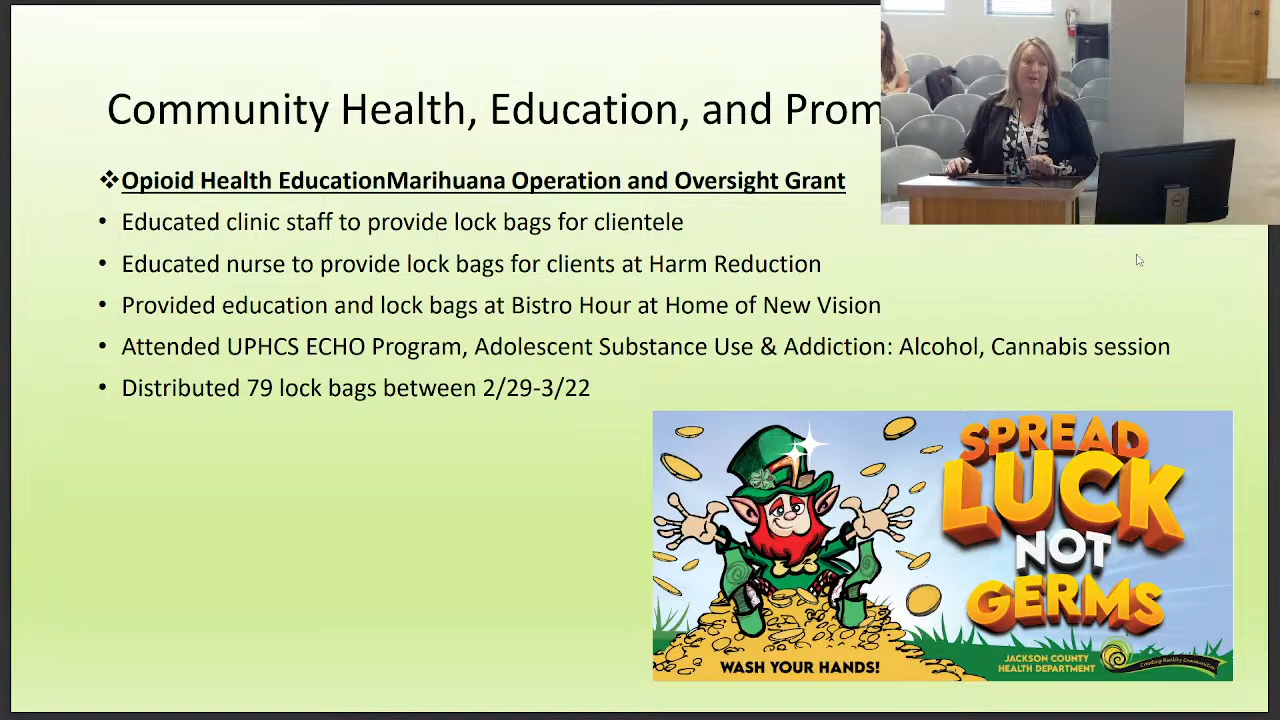 Community Health, Education, and Prom
❖Opioid Health EducationMarihuana Operation and Oversight Grant
• Educated clinic staff to provide lock bags for clientele
• Educated nurse to provide lock bags for clients at Harm Reduction
• Provided education and lock bags at Bistro Hour at Home of New Vision
• Attended UPHCS ECHO Program, Adolescent Substance Use & Addiction: Alcohol, Cannabis session
• Distributed 79 lock bags between 2/29-3/22
SPREAD
LUCK
NOT
GERMS
WASH YOUR HANDS!
JACKSON COUNTY
HEALTH DEPARTMENT
Creating Healthy Communities